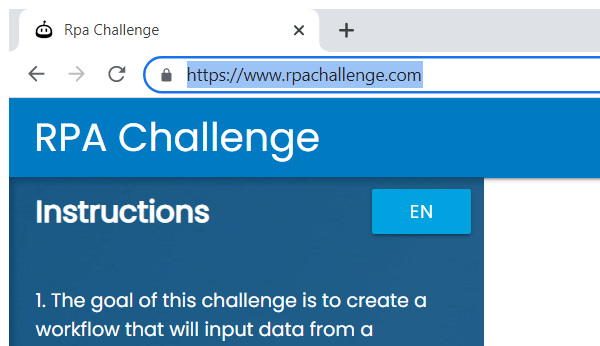 Rpa Challenge
https://www.rpachallenge.com
RPA Challenge
Instructions
EN
1. The goal of this challenge is to create a
workflow that will input data from a